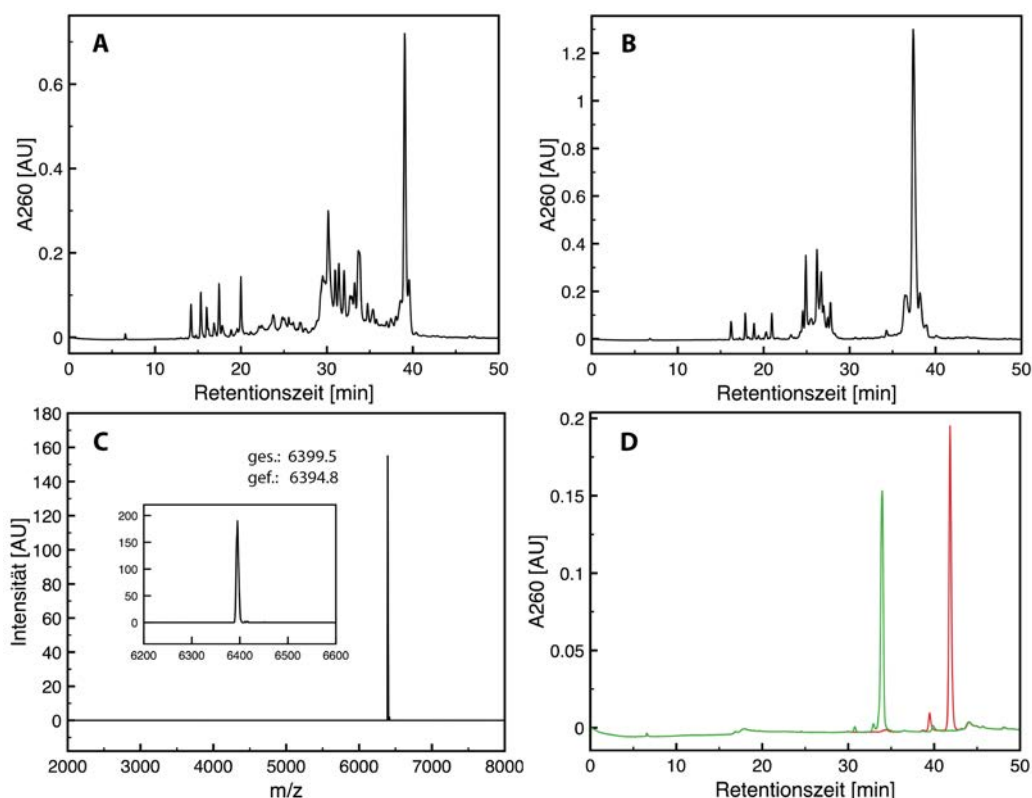 A
A260 [AU]
0.6
0.4
0.2
0
0 10 20 30 40 50
Retentionszeit [min]
B
A260 [AU]
1.2
1
0.8
0.6
0.4
0.2
0
0 10 20 30 40 50
Retentionszeit [min]
C
ges.: 6399.5
gef.: 6394.8
Intensität [AU]
180
160
140
120
100
80
60
40
20
0
200
150
100
50
0
6200 6300 6400 6500 6600
2000 3000 4000 5000 6000 7000 8000
m/z
D
A260 [AU]
0.2
0.15
0.1
0.05
0
0 10 20 30 40 50
Retentionszeit [min]